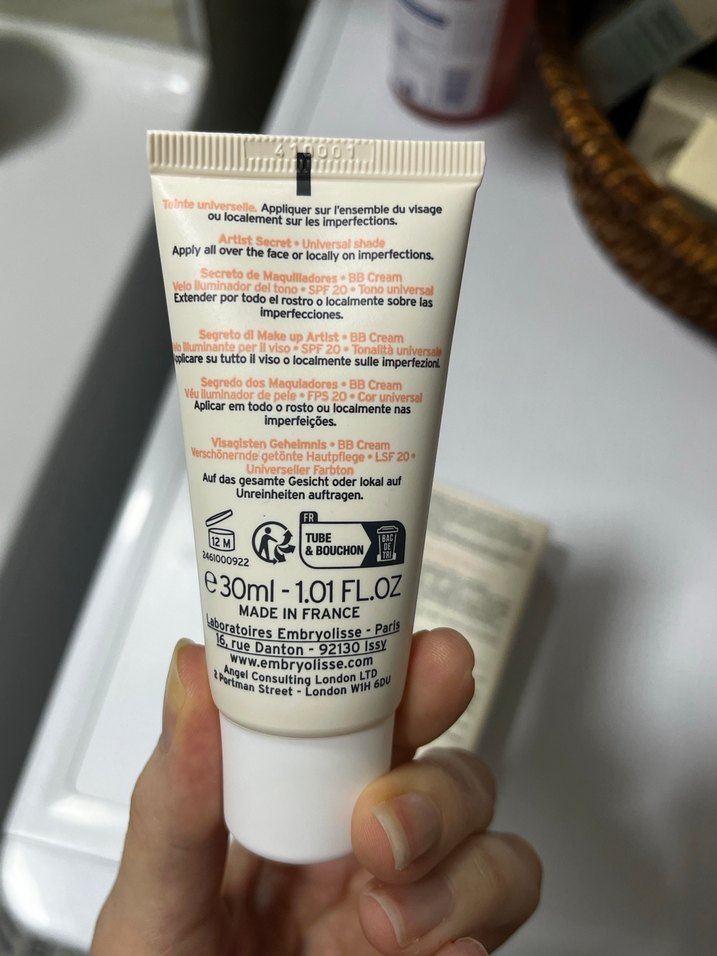 410001
Teinte universelle. Appliquer sur l'ensemble du visage
ou localement sur les imperfections.
Artist Secret • Universal shade
Apply all over the face or locally on imperfections.
Secreto de Maquilladores • BB Cream
Velo iluminador del tono • SPF 20 • Tono universal
Extender por todo el rostro o localmente sobre las
imperfecciones.
Segreto di Make up Artist • BB Cream
illuminante per il viso • SPF 20 • Tonalità universale
Applicare su tutto il viso o localmente sulle imperfezioni.
Segredo dos Maquladores • BB Cream
Véu iluminador de pele • FPS 20 • Cor universal
Aplicar em todo o rosto ou localmente nas
imperfeições.
Visagisten Geheimnis • BB Cream
Verschönernde getönte Hautpflege • LSF 20 •
Universeller Farbton
Auf das gesamte Gesicht oder lokal auf
Unreinheiten auftragen.
12 M
2461000922
FR
TUBE
& BOUCHON
BAC
DE
TRI
e 30ml - 1.01 FL.OZ
MADE IN FRANCE
Laboratoires Embryolisse - Paris
16, rue Danton - 92130 Issy
www.embryolisse.com
Angel Consulting London LTD
2 Portman Street - London W1H 6DU